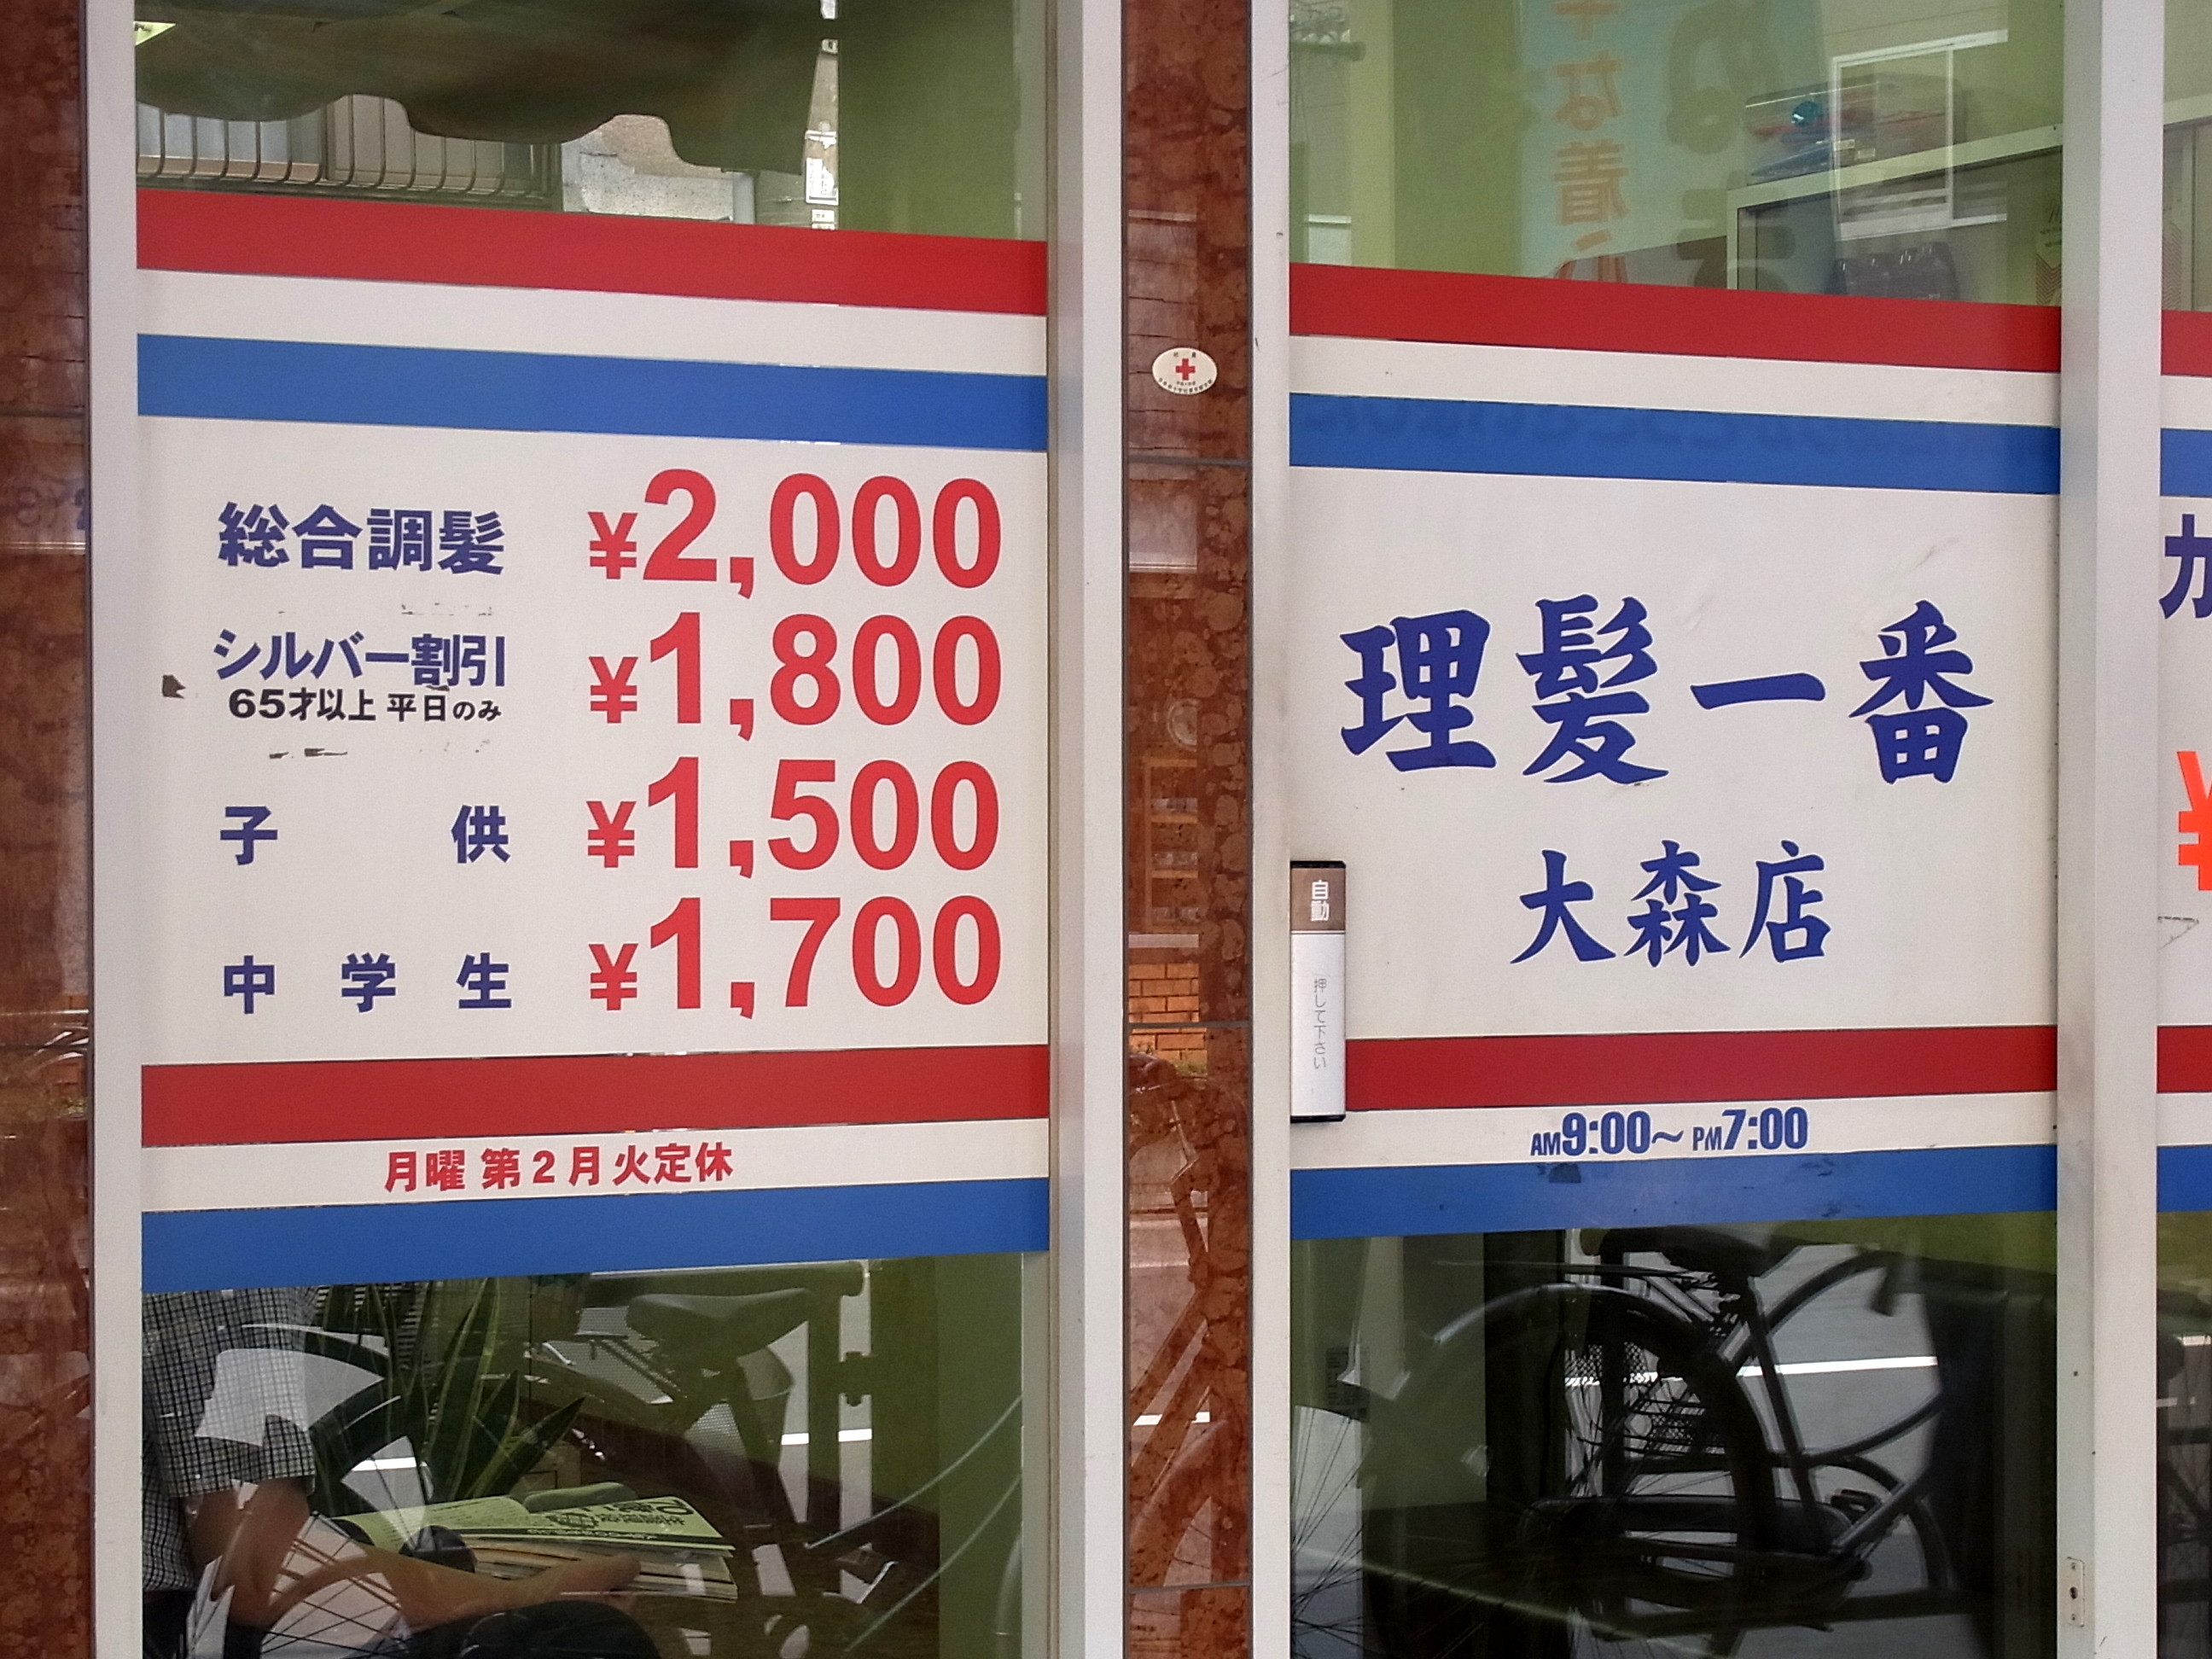 総合調髪 ¥2,000
シルバー割引 ¥1,800
65才以上 平日のみ
子供 ¥1,500
中学生 ¥1,700
月曜 第2月火定休
理髪一番
大森店
自動
押して下さい
AM9:00～PM7:00
カ
¥